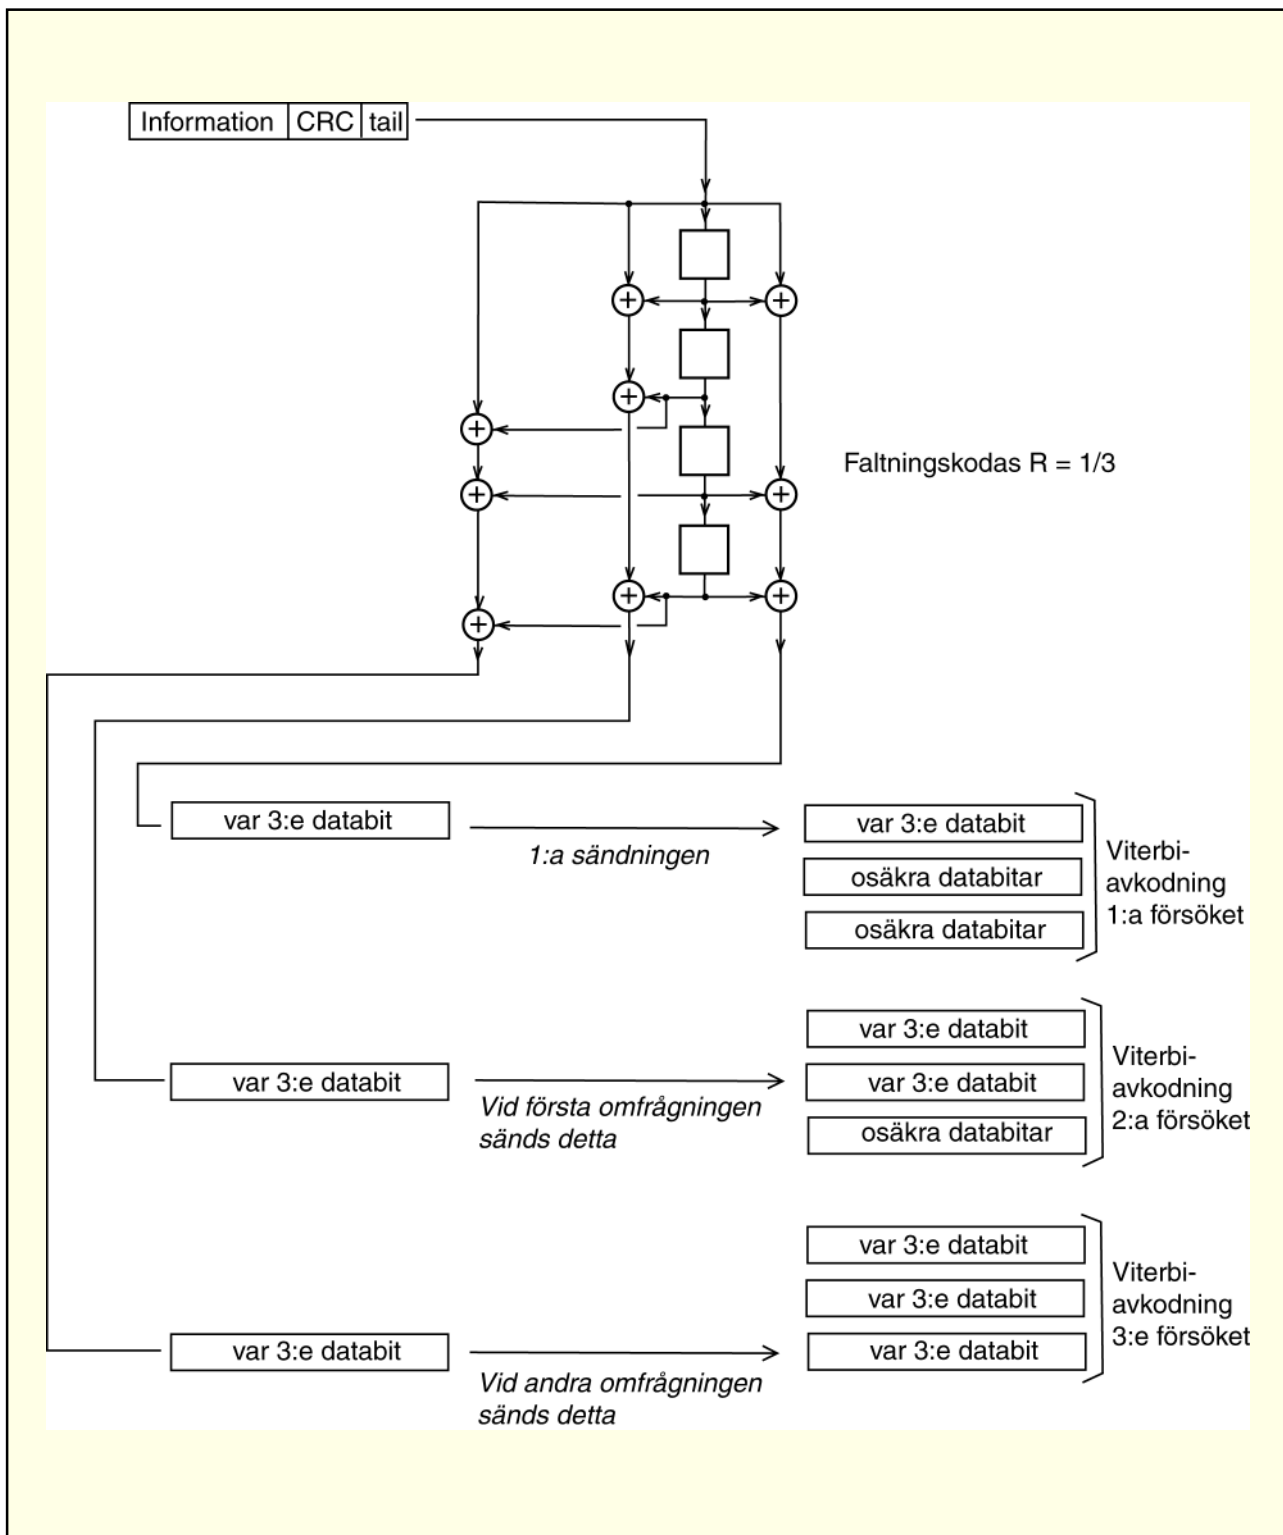 Information CRC tail
Faltningskodas R = 1/3
var 3:e databit
1:a sändningen
var 3:e databit
osäkra databitar
osäkra databitar
Viterbi-
avkodning
1:a försöket
var 3:e databit
Vid första omfrågningen
sänds detta
var 3:e databit
var 3:e databit
osäkra databitar
Viterbi-
avkodning
2:a försöket
var 3:e databit
Vid andra omfrågningen
sänds detta
var 3:e databit
var 3:e databit
var 3:e databit
Viterbi-
avkodning
3:e försöket